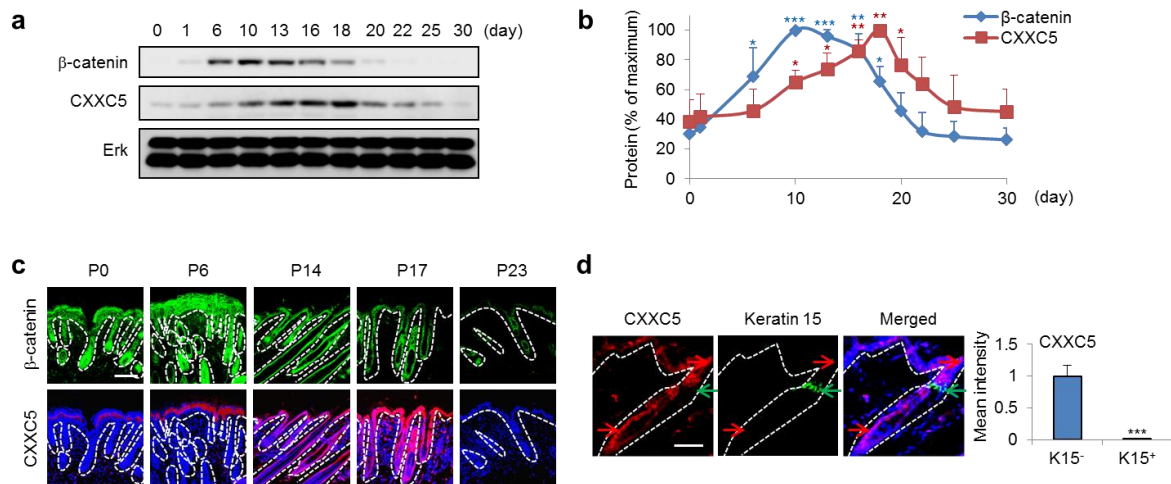 a
0 1 6 10 13 16 18 20 22 25 30 (day)
β-catenin
CXXC5
Erk
b
*** *** ** ** β-catenin
* ** * CXXC5
* * *
Protein (% of maximum)
100
80
60
40
20
0
0 10 20 30 (day)
c
P0 P6 P14 P17 P23
β-catenin
CXXC5
d
CXXC5 Keratin 15 Merged
CXXC5
Mean intensity
1.5
1
0.5
0
***
K15⁻ K15⁺